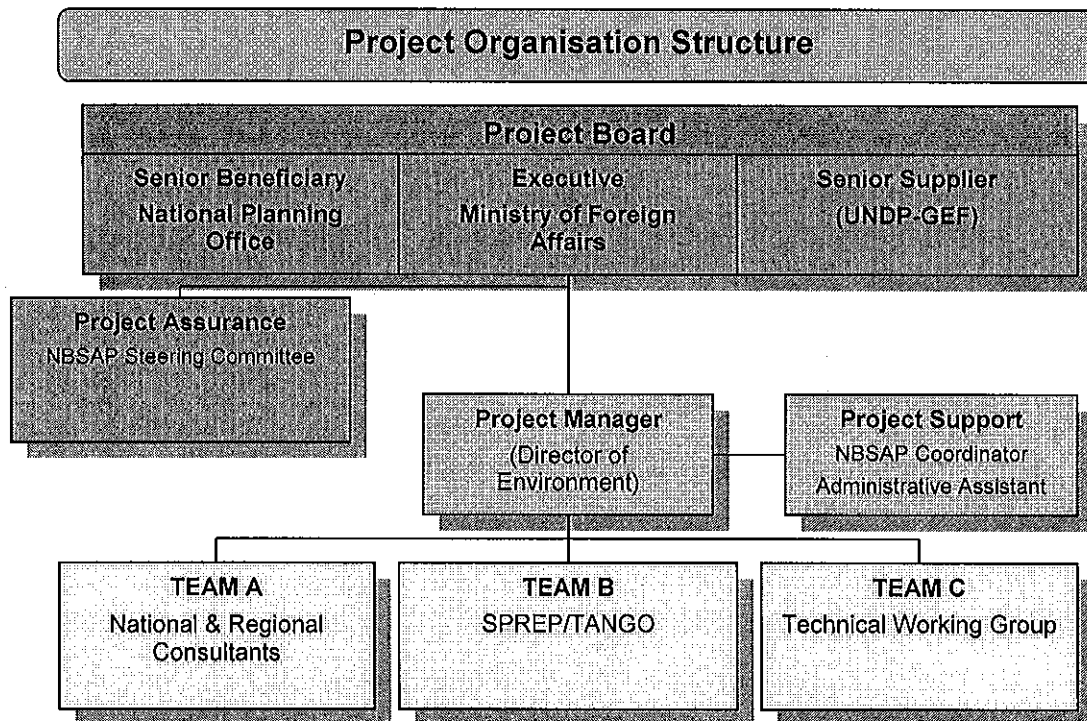 Project Organisation Structure
Project Board
Senior Beneficiary
National Planning
Office
Executive
Ministry of Foreign
Affairs
Senior Supplier
(UNDP-GEF)
Project Assurance
NBSAP Steering Committee
Project Manager
(Director of
Environment)
Project Support
NBSAP Coordinator
Administrative Assistant
TEAM A
National & Regional
Consultants
TEAM B
SPREP/TANGO
TEAM C
Technical Working Group